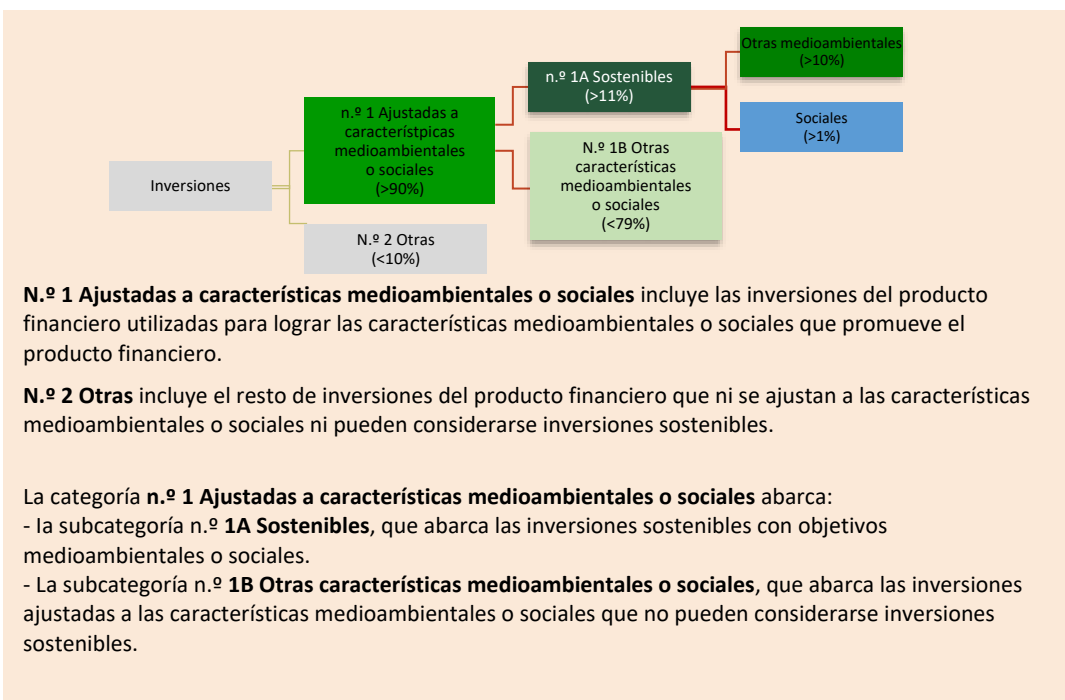 Otras medioambientales
(>10%)
n.º 1A Sostenibles
(>11%)
Sociales
(>1%)
n.º 1 Ajustadas a
característpicas
medioambientales
o sociales
(>90%)
N.º 1B Otras
características
medioambientales
o sociales
(<79%)
Inversiones
N.º 2 Otras
(<10%)
N.º 1 Ajustadas a características medioambientales o sociales incluye las inversiones del producto
financiero utilizadas para lograr las características medioambientales o sociales que promueve el
producto financiero.
N.º 2 Otras incluye el resto de inversiones del producto financiero que ni se ajustan a las características
medioambientales o sociales ni pueden considerarse inversiones sostenibles.
La categoría n.º 1 Ajustadas a características medioambientales o sociales abarca:
- Ia subcategoría n.º 1A Sostenibles, que abarca las inversiones sostenibles con objetivos
medioambientales o sociales.
- La subcategoría n.º 1B Otras características medioambientales o sociales, que abarca las inversiones
ajustadas a las características medioambientales o sociales que no pueden considerarse inversiones
sostenibles.